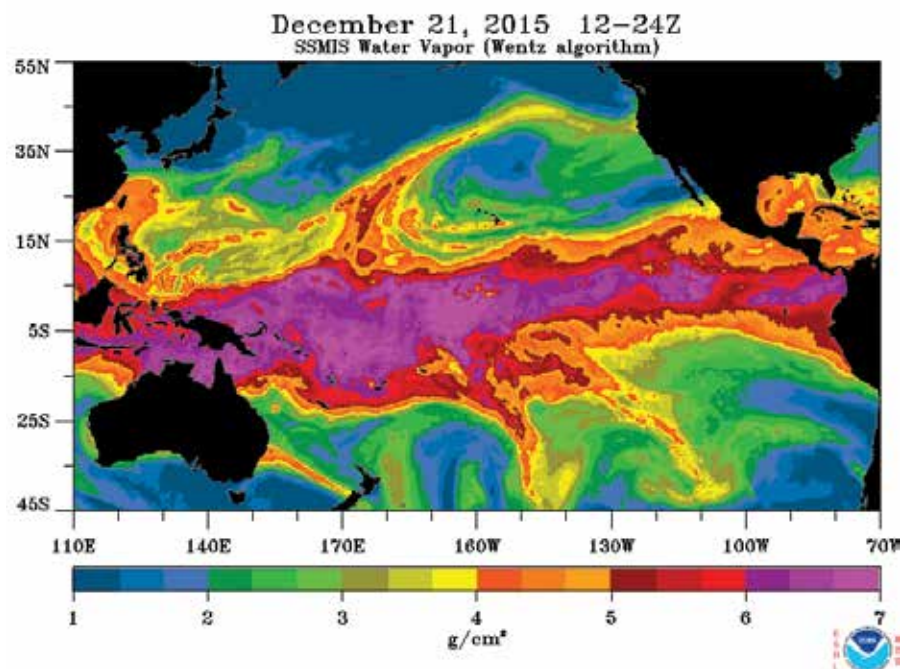 December 21, 2015 12-24Z
SSMIS Water Vapor (Wentz algorithm)
55N
35N
15N
5S
25S
45S
110E 140E 170E 160W 130W 100W 70W
1 2 3 4 5 6 7
g/cm²